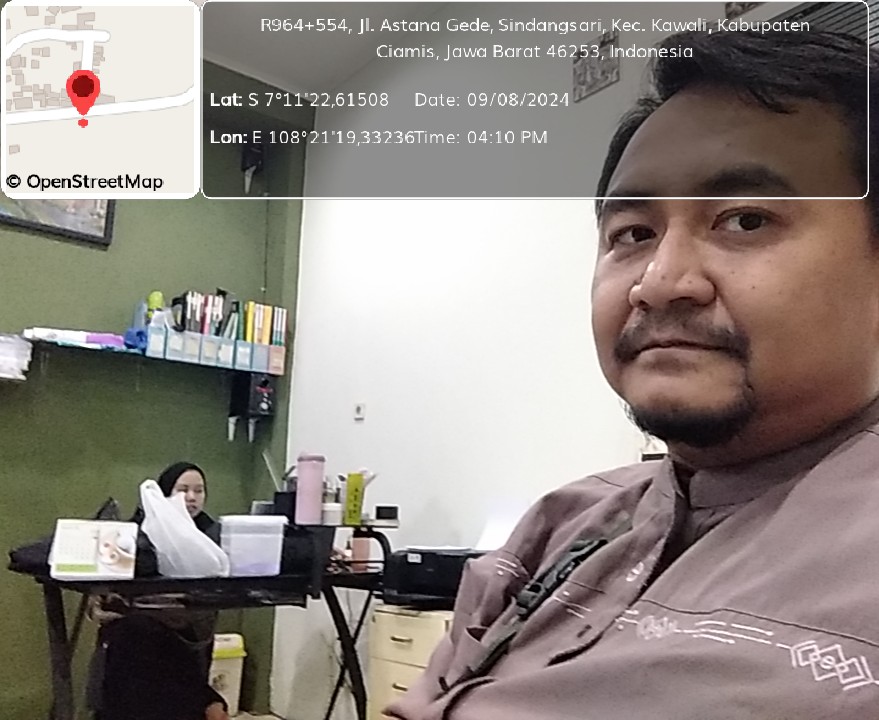 R964+554, Jl. Astana Gede, Sindangsari, Kec. Kawali, Kabupaten
Ciamis, Jawa Barat 46253, Indonesia
Lat: S 7°11'22,61508 Date: 09/08/2024
Lon: E 108°21'19,33236Time: 04:10 PM
© OpenStreetMap